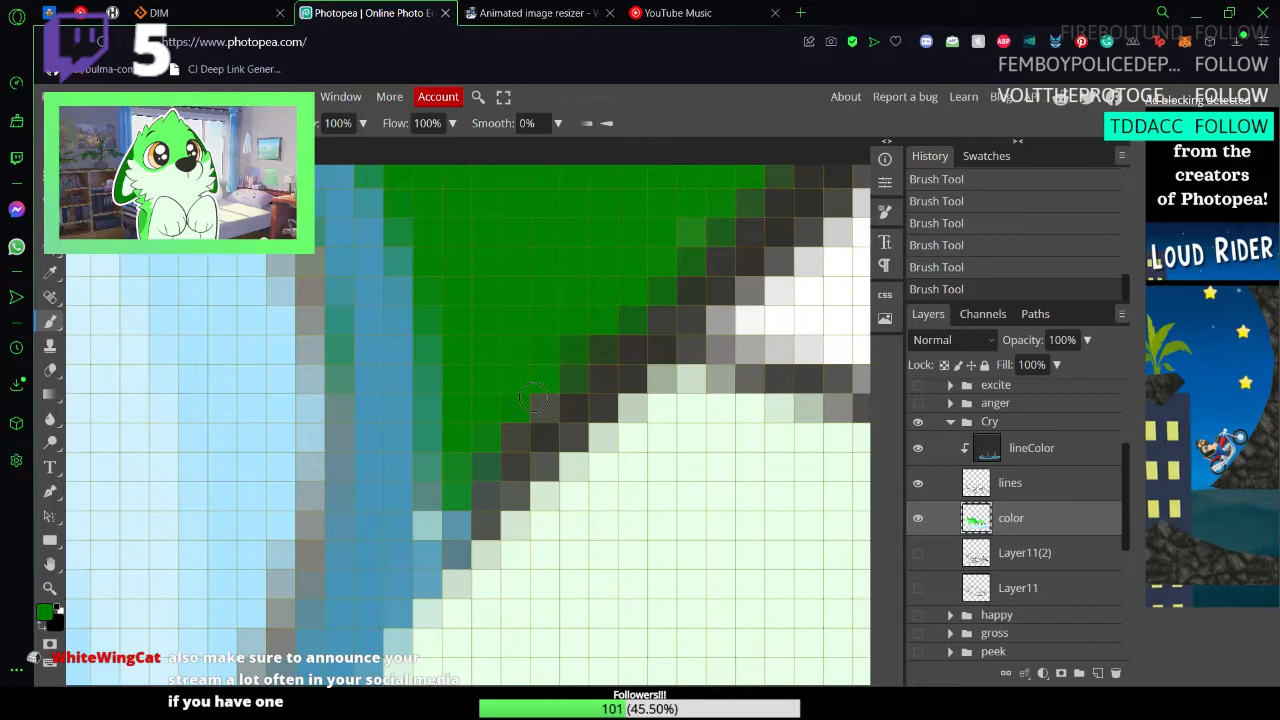 DIM
Photopea | Online Photo E
Animated image resizer - W
YouTube Music
5
https://www.photopea.com/
CJ Deep Link Gener...
FIREBOLTUND FOLLOW
FEMBOYPOLICEDEP... FOLLOW
VOLTTHEPROTOGE... FOLLOW
TDDACC FOLLOW
Window
More
Account
About
Report a bug
Learn
100%
Flow: 100%
Smooth: 0%
from the
creators
of Photopea!
LOUD RIDER
History
Swatches
Brush Tool
Brush Tool
Brush Tool
Brush Tool
Brush Tool
Brush Tool
CSS
Layers
Channels
Paths
Normal
Opacity: 100%
Lock:
Fill: 100%
excite
anger
Cry
lineColor
lines
color
Layer11(2)
Layer11
happy
gross
peek
WhiteWingCat also make sure to announce your
stream a lot often in your social media
if you have one
Followers!!!
101 (45.50%)